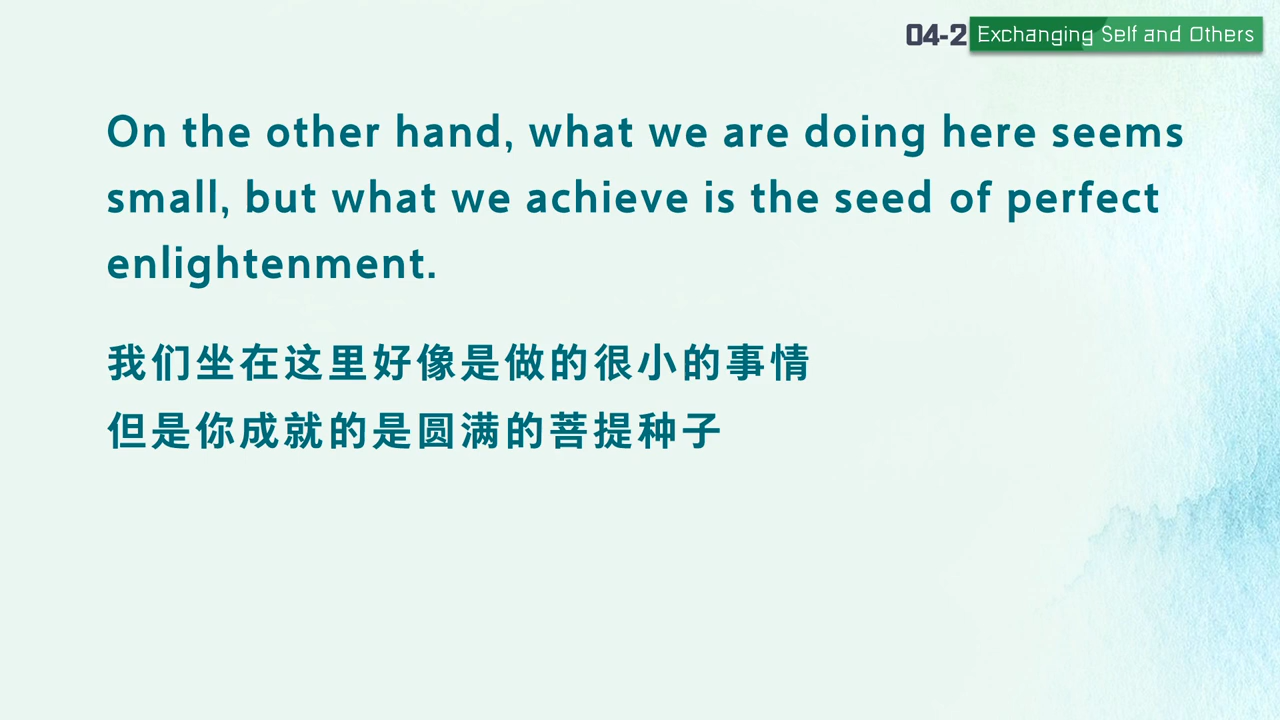 04-2 Exchanging Self and Others
On the other hand, what we are doing here seems
small, but what we achieve is the seed of perfect
enlightenment.
我们坐在这里好像是做的很小的事情
但是你成就的是圆满的菩提种子